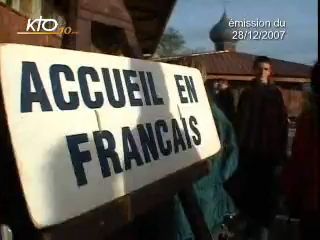 KTO
émission du
28/12/2007
ACCUEIL EN
FRANCAIS